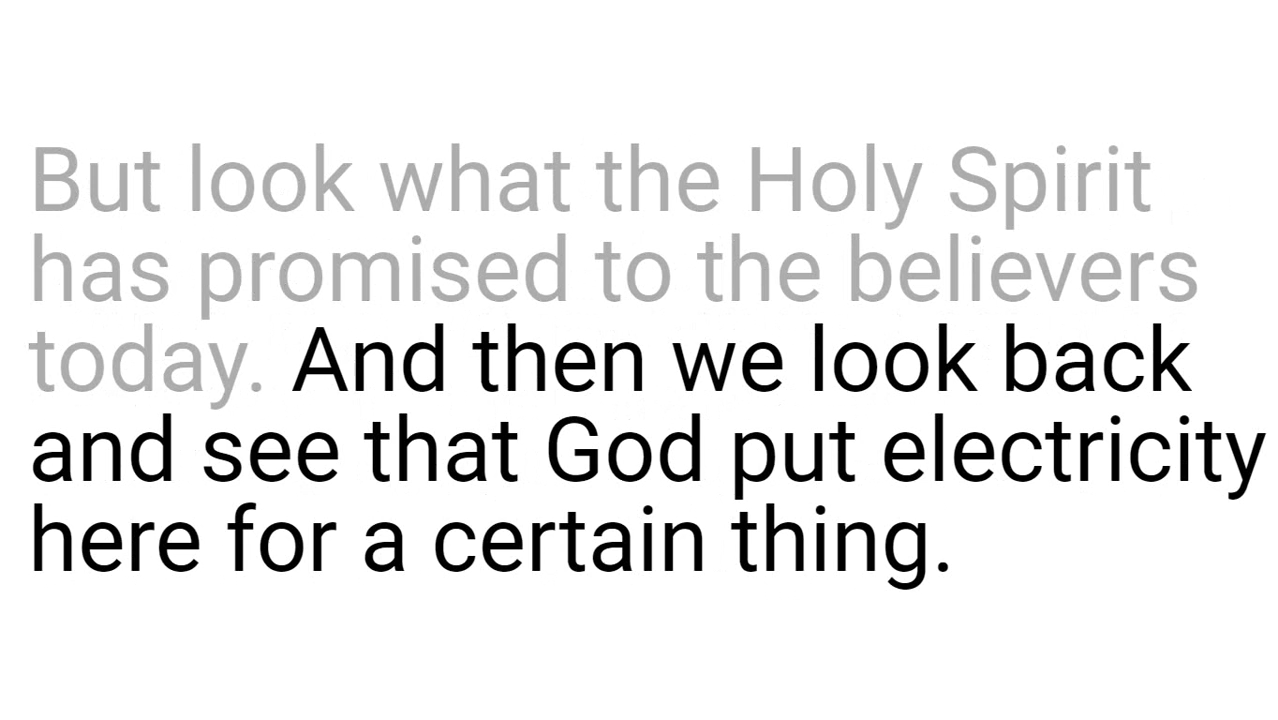 But look what the Holy Spirit
has promised to the believers
today. And then we look back
and see that God put electricity
here for a certain thing.